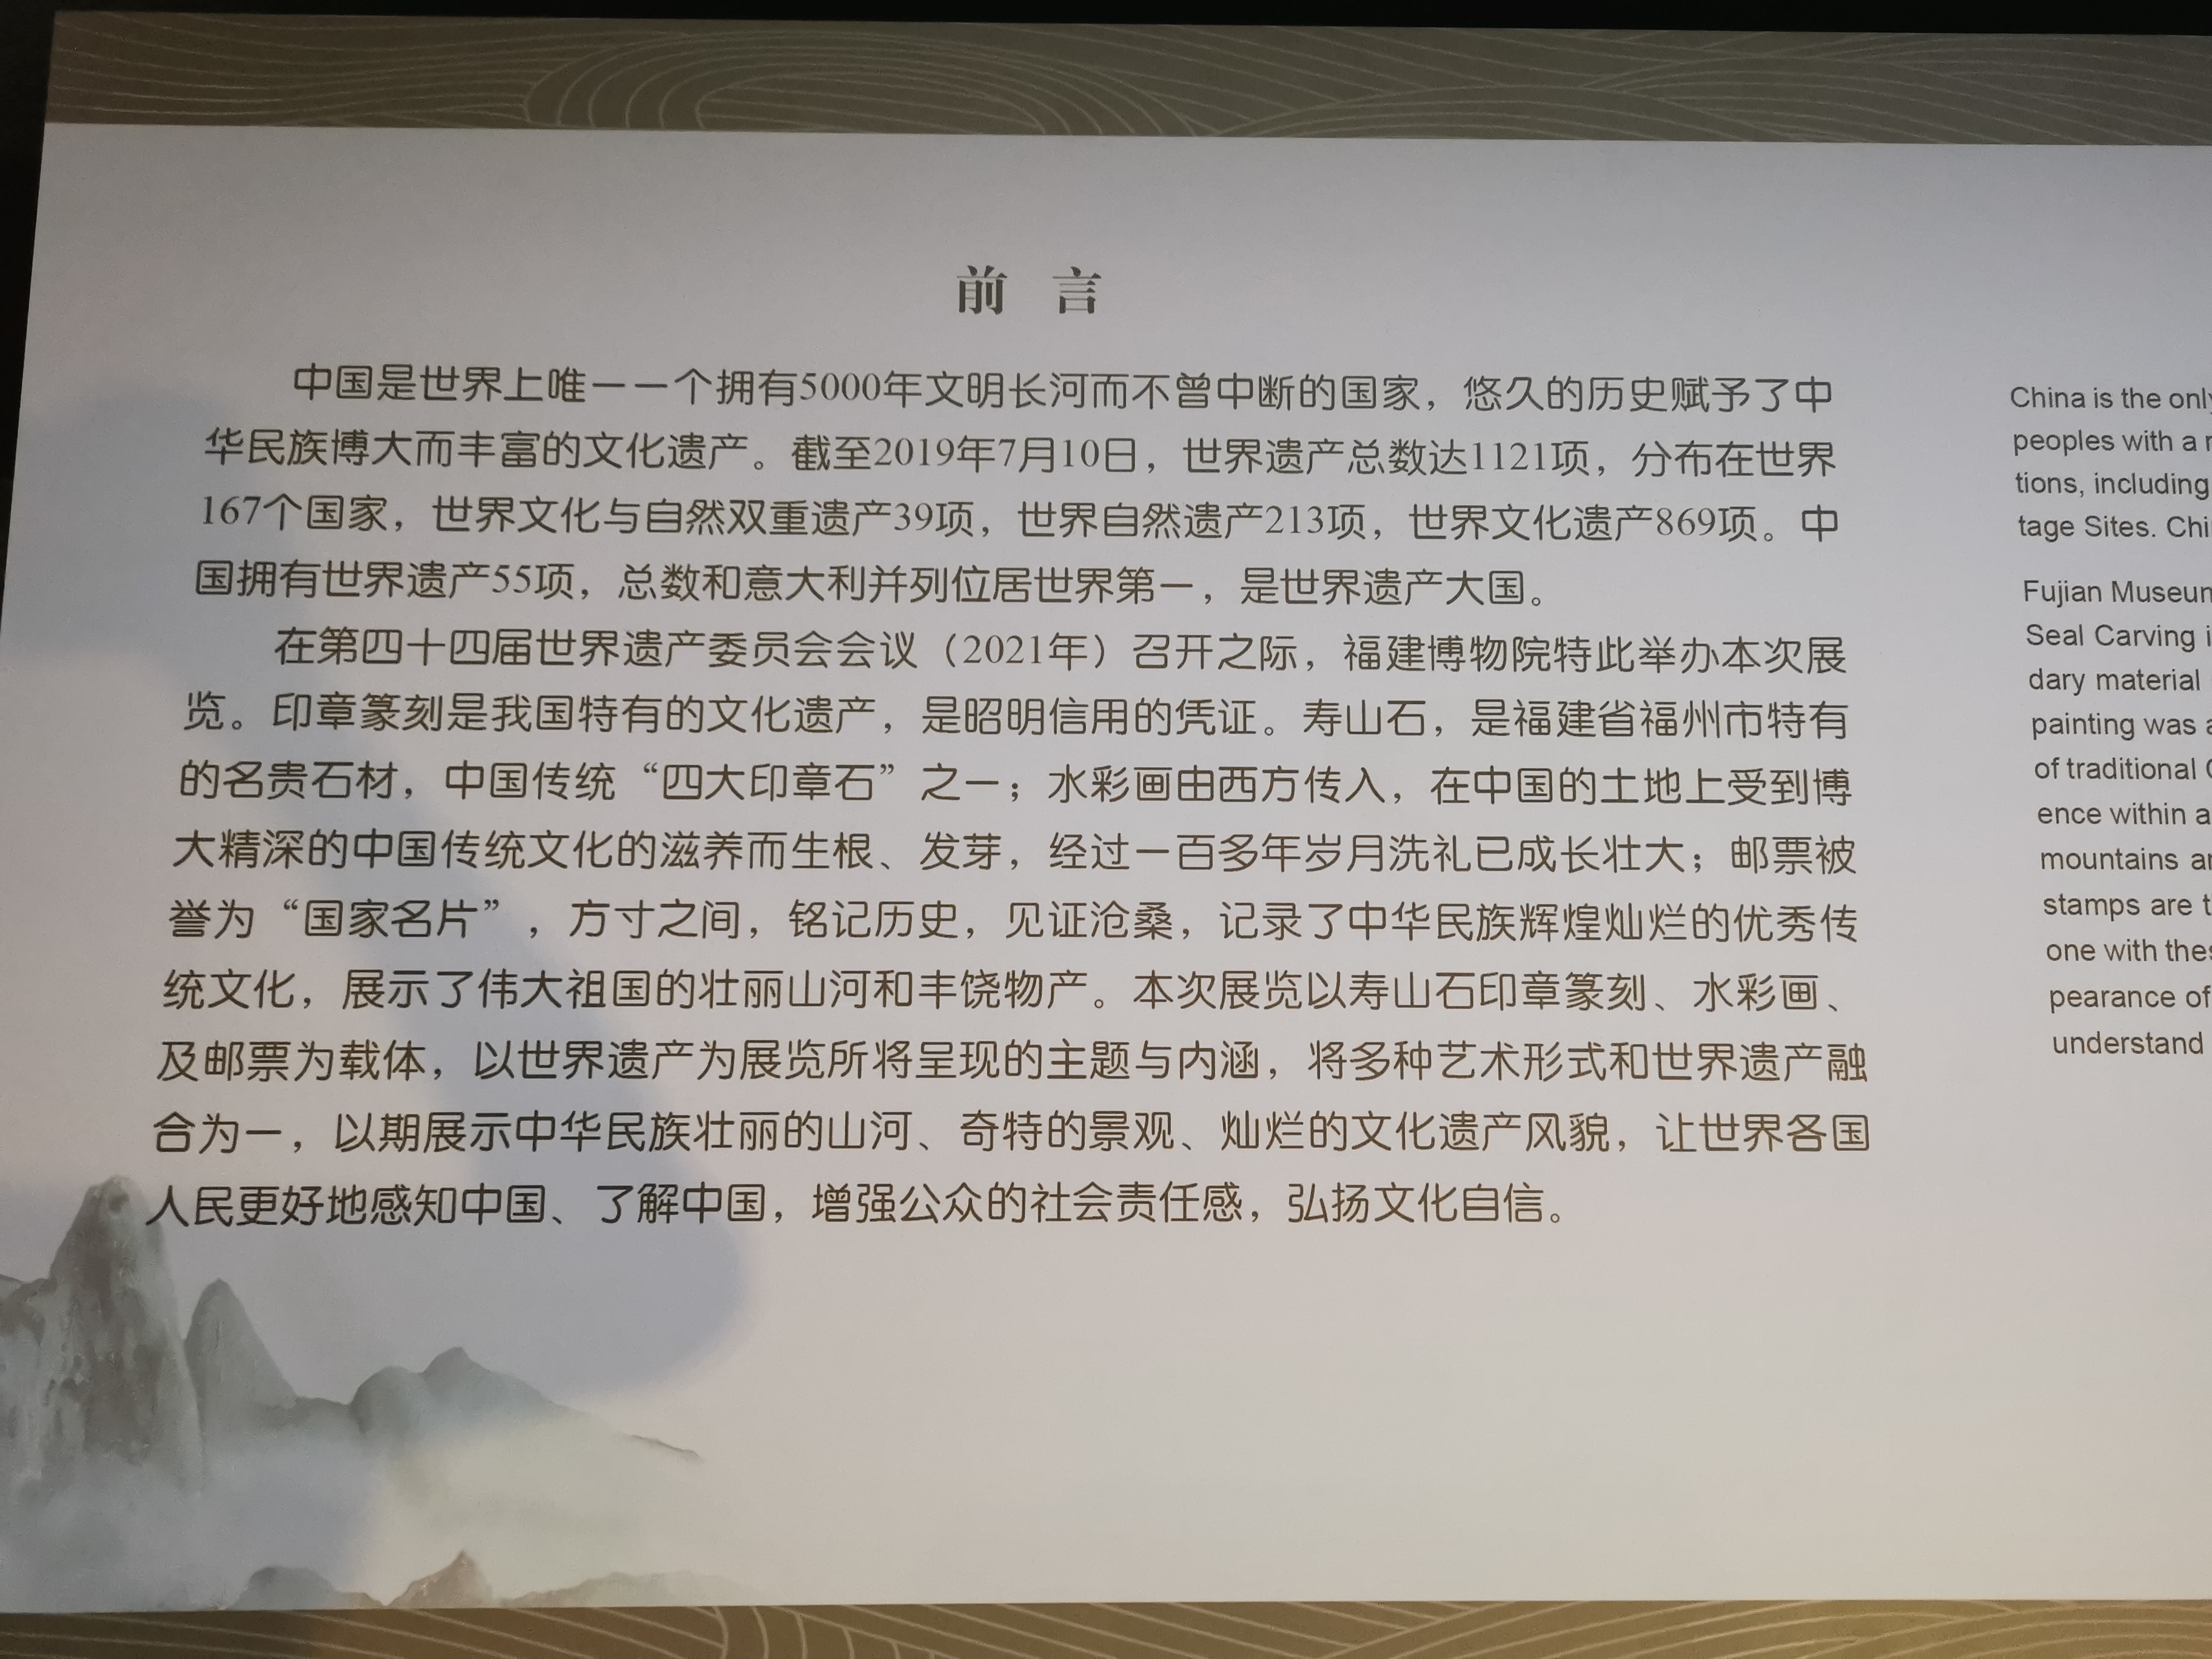 前 言
中国是世界上唯一一个拥有5000年文明长河而不曾中断的国家，悠久的历史赋予了中
华民族博大而丰富的文化遗产。截至2019年7月10日，世界遗产总数达1121项，分布在世界
167个国家，世界文化与自然双重遗产39项，世界自然遗产213项，世界文化遗产869项。中
国拥有世界遗产55项，总数和意大利并列位居世界第一，是世界遗产大国。
在第四十四届世界遗产委员会会议（2021年）召开之际，福建博物院特此举办本次展
览。印章篆刻是我国特有的文化遗产，是昭明信用的凭证。寿山石，是福建省福州市特有
的名贵石材，中国传统“四大印章石”之一；水彩画由西方传入，在中国的土地上受到博
大精深的中国传统文化的滋养而生根、发芽，经过一百多年岁月洗礼已成长壮大；邮票被
誉为“国家名片”，方寸之间，铭记历史，见证沧桑，记录了中华民族辉煌灿烂的优秀传
统文化，展示了伟大祖国的壮丽山河和丰饶物产。本次展览以寿山石印章篆刻、水彩画、
及邮票为载体，以世界遗产为展览所将呈现的主题与内涵，将多种艺术形式和世界遗产融
合为一，以期展示中华民族壮丽的山河、奇特的景观、灿烂的文化遗产风貌，让世界各国
人民更好地感知中国、了解中国，增强公众的社会责任感，弘扬文化自信。
China is the only
peoples with a
tions, including
tage Sites.
Fujian
Seal Carving
dary material
painting was
of traditional
ence within a
mountains
stamps are
one with
pearance of
understand